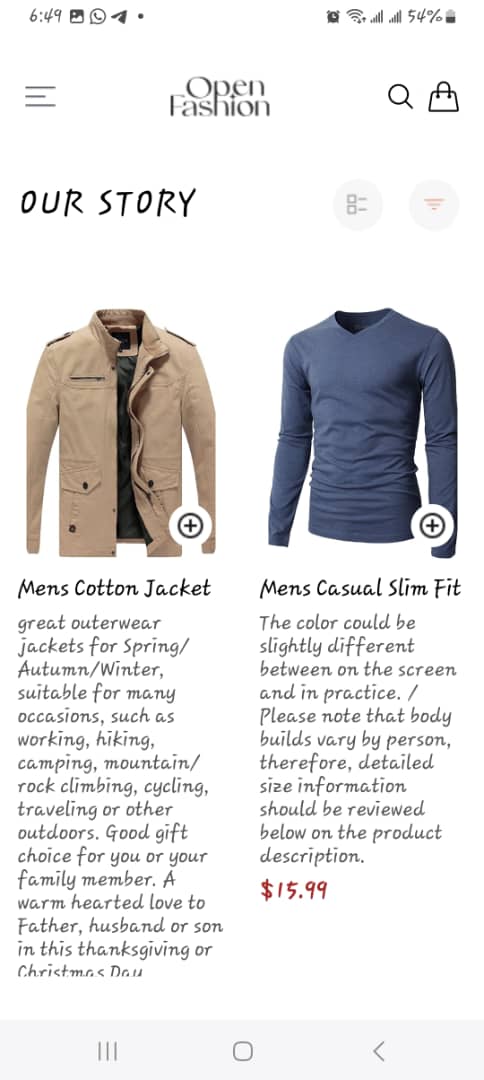 6:49
54%
Open
Fashion
OUR STORY
Mens Cotton Jacket
great outerwear
jackets for Spring/
Autumn/Winter,
suitable for many
occasions, such as
working, hiking,
camping, mountain/
rock climbing, cycling,
traveling or other
outdoors. Good gift
choice for you or your
family member. A
warm hearted love to
Father, husband or son
in this thanksgiving or
Christmas Day
Mens Casual Slim Fit
The color could be
slightly different
between on the screen
and in practice. /
Please note that body
builds vary by person,
therefore, detailed
size information
should be reviewed
below on the product
description.
$15.99